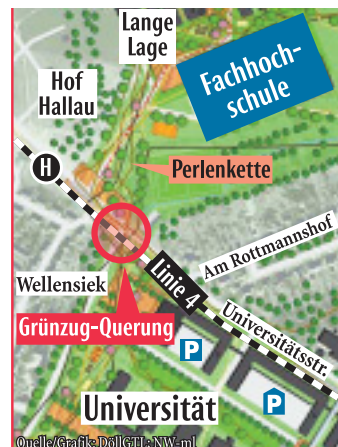 Lange
Lage
Fachhoch-
schule
Hof
Hallau
H
Perlenkette
Am Rottmannshof
Linie 4
Wellensiek
Grünzug-Querung
Universitätsstr.
P
P
Universität
Quelle/Grafik: DöllGTL; NW-ml